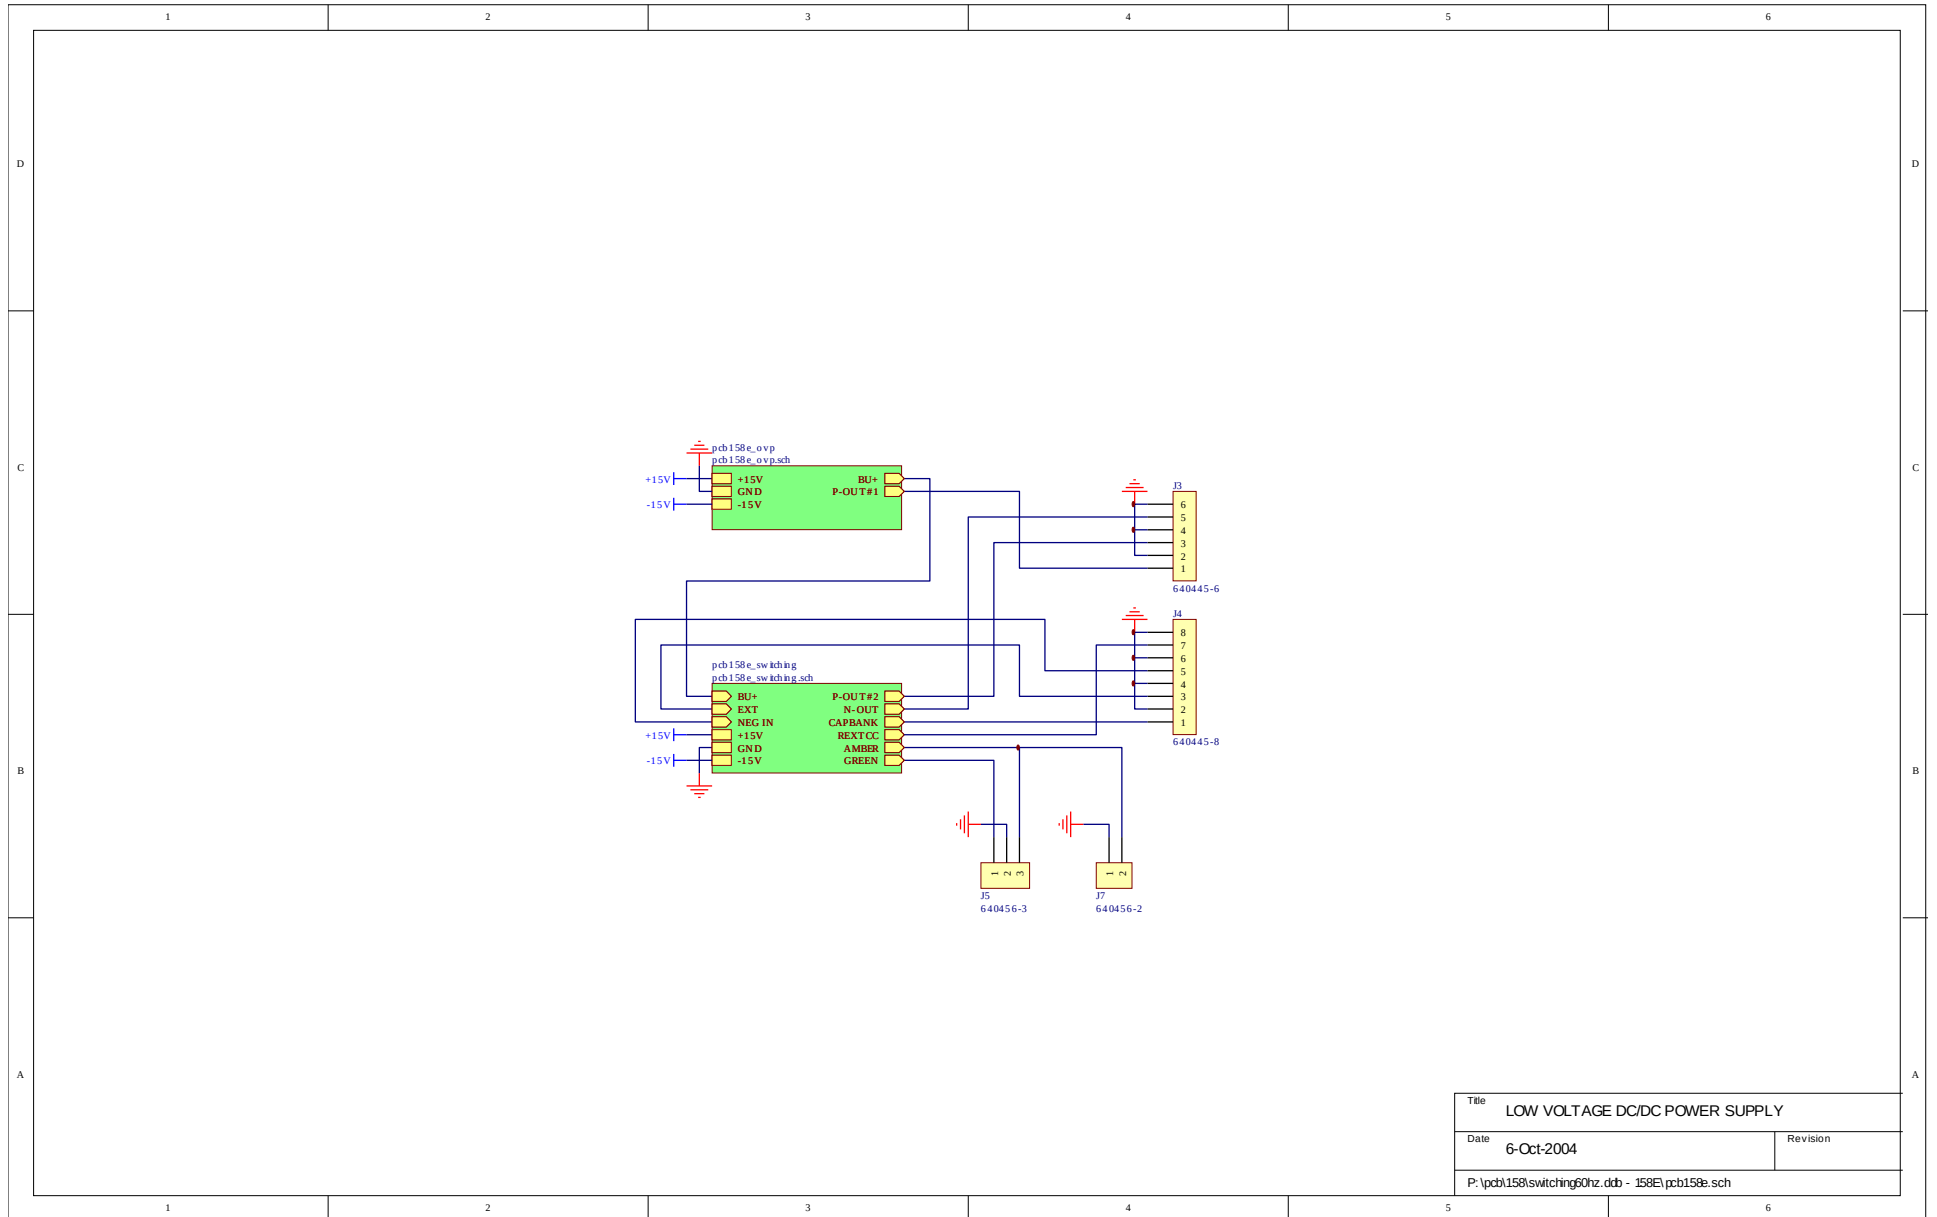 1 2 3 4 5 6
D D
C C
B B
A A
pcb158e_ovp
pcb158e_ovp.sch
+15V +15V BU+
GND P-OUT#1
-15V -15V
J3
6
5
4
3
2
1
640445-6
J4
8
7
6
5
4
3
2
1
640445-8
pcb158e_switching
pcb158e_switching.sch
BU+ P-OUT#2
EXT N-OUT
NEG IN CAPBANK
+15V +15V REXTCC
GND AMBER
-15V -15V GREEN
1 2 3
J5
640456-3
1 2
J7
640456-2
Title
LOW VOLTAGE DC/DC POWER SUPPLY
Date 6-Oct-2004 Revision
P:\pcb\158\switching60hz.ddb - 158E\pcb158e.sch
1 2 3 4 5 6